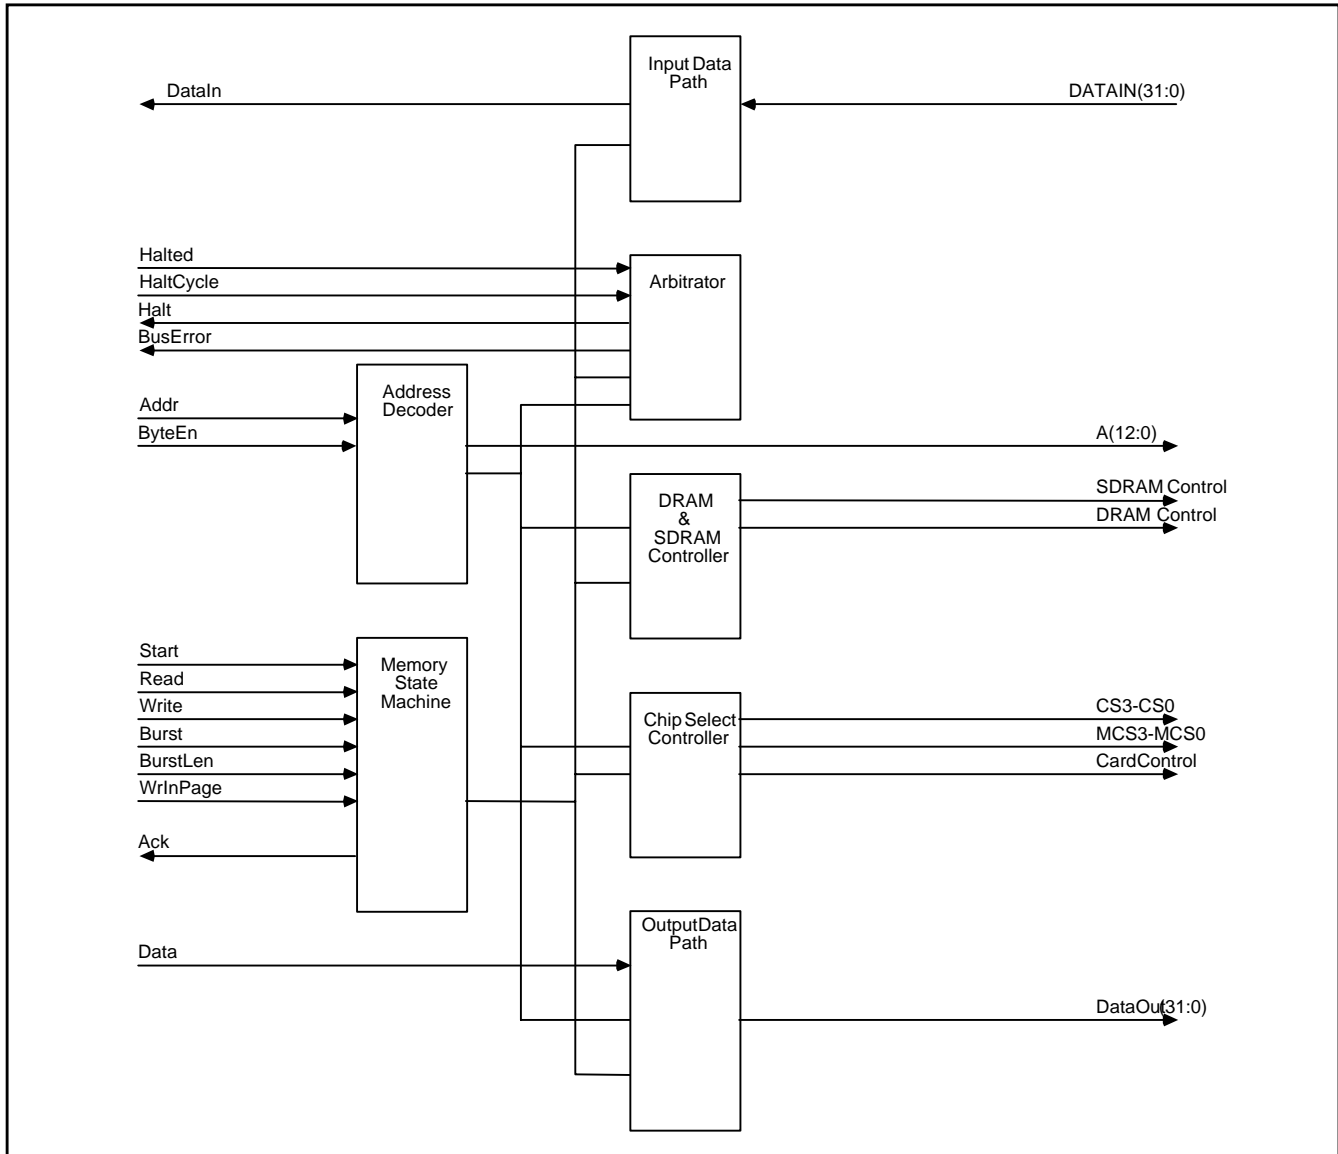 Input Data
Path
DataIn
DATAIN(31:0)
Halted
HaltCycle
Halt
BusError
Arbitrator
Addr
ByteEn
Address
Decoder
A(12:0)
DRAM
&
SDRAM
Controller
SDRAM Control
DRAM Control
Start
Read
Write
Burst
BurstLen
WrInPage
Ack
Memory
State
Machine
Chip Select
Controller
CS3-CS0
MCS3-MCS0
CardControl
Data
OutputData
Path
DataOut(31:0)